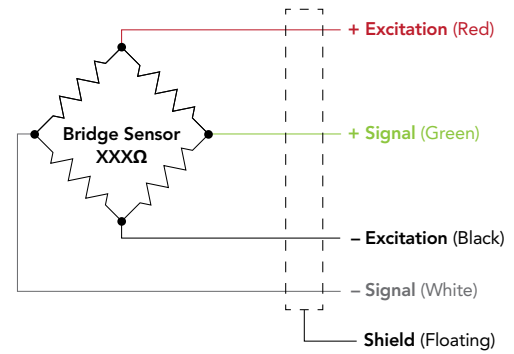 + Excitation (Red)
Bridge Sensor
XXXΩ
+ Signal (Green)
– Excitation (Black)
– Signal (White)
Shield (Floating)